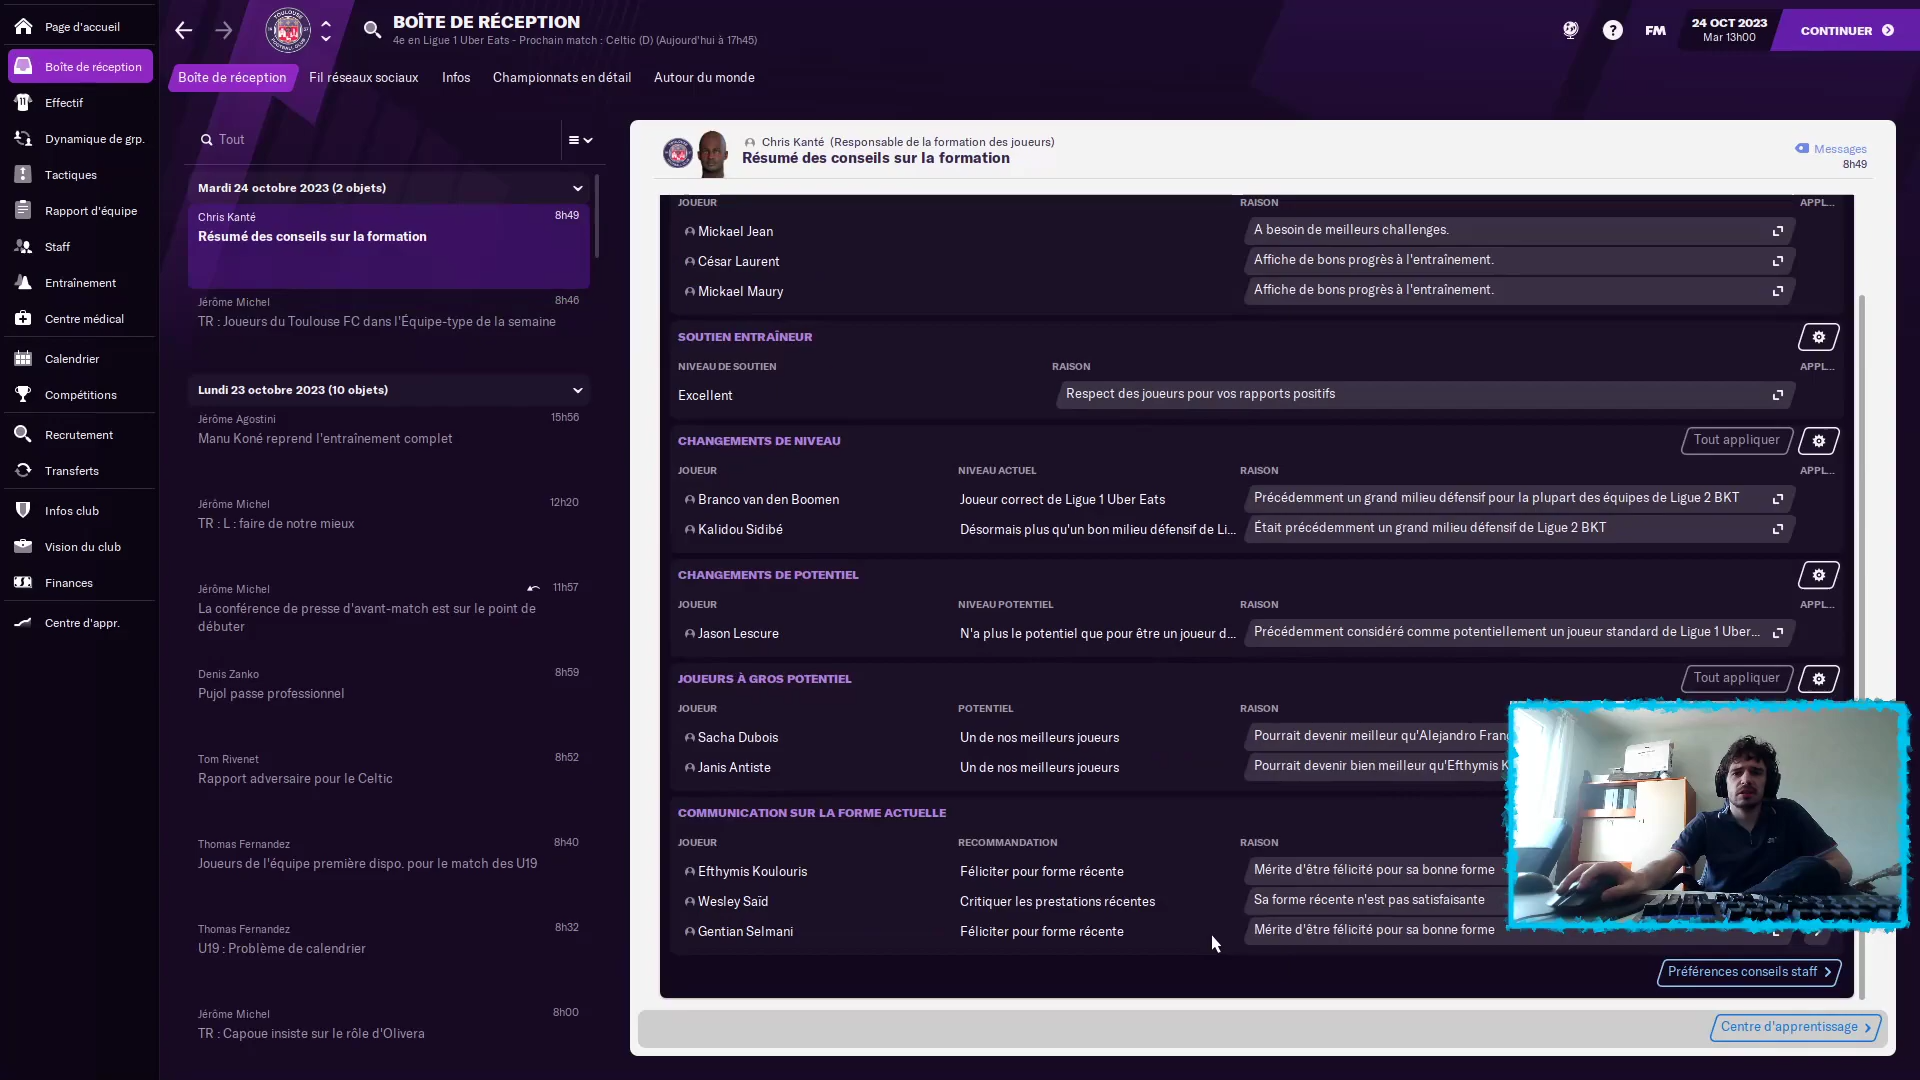 Page d'accueil
Boîte de réception
Effectif
Dynamique de grp.
Tactiques
Rapport d'équipe
Staff
Entraînement
Centre médical
Calendrier
Compétitions
Recrutement
Transferts
Infos club
Vision du club
Finances
Centre d'appr.
BOÎTE DE RÉCEPTION
4e en Ligue 1 Uber Eats - Prochain match : Celtic (D) (Aujourd'hui à 17h45)
FM
24 OCT 2023
Mar 13h00
CONTINUER
Boîte de réception
Fil réseaux sociaux
Infos
Championnats en détail
Autour du monde
Tout
Mardi 24 octobre 2023 (2 objets)
Chris Kanté 8h49
Résumé des conseils sur la formation
Jérôme Michel 8h46
TR : Joueurs du Toulouse FC dans l'Équipe-type de la semaine
Lundi 23 octobre 2023 (10 objets)
Jérôme Agostini 15h56
Manu Koné reprend l'entraînement complet
Jérôme Michel 12h20
TR : L : faire de notre mieux
Jérôme Michel 11h57
La conférence de presse d'avant-match est sur le point de
débuter
Denis Zanko 8h59
Pujol passe professionnel
Tom Rivenet 8h52
Rapport adversaire pour le Celtic
Thomas Fernandez 8h40
Joueurs de l'équipe première dispo. pour le match des U19
Thomas Fernandez 8h32
U19 : Problème de calendrier
Jérôme Michel 8h00
TR : Capoue insiste sur le rôle d'Olivera
Chris Kanté (Responsable de la formation des joueurs)
Résumé des conseils sur la formation
Messages
8h49
JOUEUR RAISON APPL...
Mickael Jean A besoin de meilleurs challenges.
César Laurent Affiche de bons progrès à l'entraînement.
Mickael Maury Affiche de bons progrès à l'entraînement.
SOUTIEN ENTRAÎNEUR
NIVEAU DE SOUTIEN RAISON APPL...
Excellent Respect des joueurs pour vos rapports positifs
CHANGEMENTS DE NIVEAU Tout appliquer
JOUEUR NIVEAU ACTUEL RAISON APPL...
Branco van den Boomen Joueur correct de Ligue 1 Uber Eats Précédemment un grand milieu défensif pour la plupart des équipes de Ligue 2 BKT
Kalidou Sidibé Désormais plus qu'un bon milieu défensif de Li... Était précédemment un grand milieu défensif de Ligue 2 BKT
CHANGEMENTS DE POTENTIEL
JOUEUR NIVEAU POTENTIEL RAISON APPL...
Jason Lescure N'a plus le potentiel que pour être un joueur d... Précédemment considéré comme potentiellement un joueur standard de Ligue 1 Uber...
JOUEURS À GROS POTENTIEL Tout appliquer
JOUEUR POTENTIEL RAISON
Sacha Dubois Un de nos meilleurs joueurs Pourrait devenir meilleur qu'Alejandro Fran
Janis Antiste Un de nos meilleurs joueurs Pourrait devenir bien meilleur qu'Efthymis K
COMMUNICATION SUR LA FORME ACTUELLE
JOUEUR RECOMMANDATION RAISON
Efthymis Koulouris Féliciter pour forme récente Mérite d'être félicité pour sa bonne forme
Wesley Saïd Critiquer les prestations récentes Sa forme récente n'est pas satisfaisante
Gentian Selmani Féliciter pour forme récente Mérite d'être félicité pour sa bonne forme
Préférences conseils staff
Centre d'apprentissage